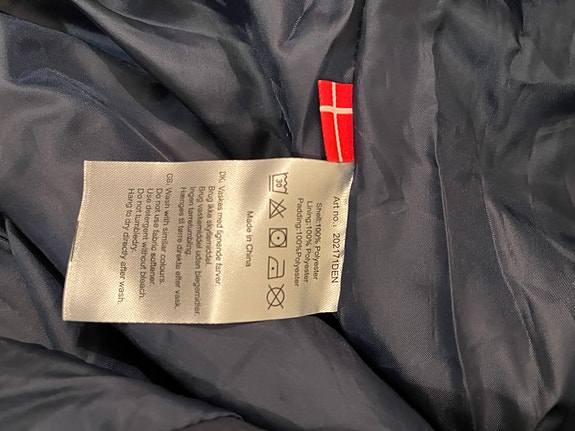 Art no.: 202171DEN
Shell:100% Polyester
Lining:100% Polyester
Padding:100%Polyester
30
Made in China
DK: Vaskes med lignende farver.
Brug ikke skyllemiddel.
Brug vaskemiddel uden blegemidler.
Ingen tørretumbling.
Hænges til tørre direkte efter vask.
GB: Wash with similar colours.
Do not use fabric softener.
Use detergent without bleach.
Do not tumbledry.
Hang to dry directly after wash.